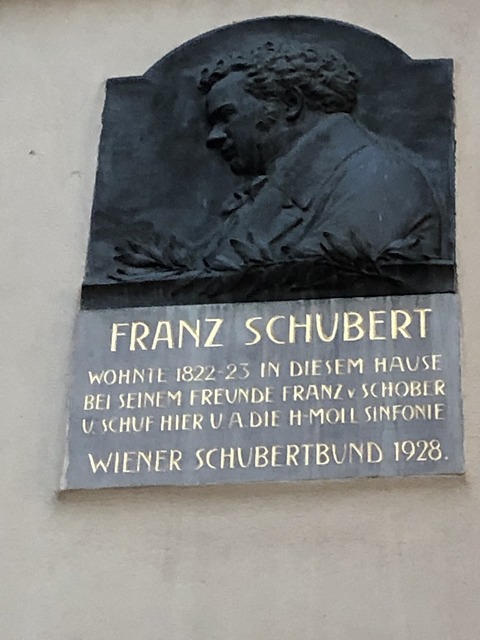 FRANZ SCHUBERT
WOHNTE 1822-23 IN DIESEM HAUSE
BEI SEINEM FREUNDE FRANZ V SCHOBER
U. SCHUF HIER U A. DIE H-MOLL SINFONIE
WIENER SCHUBERTBUND 1928.